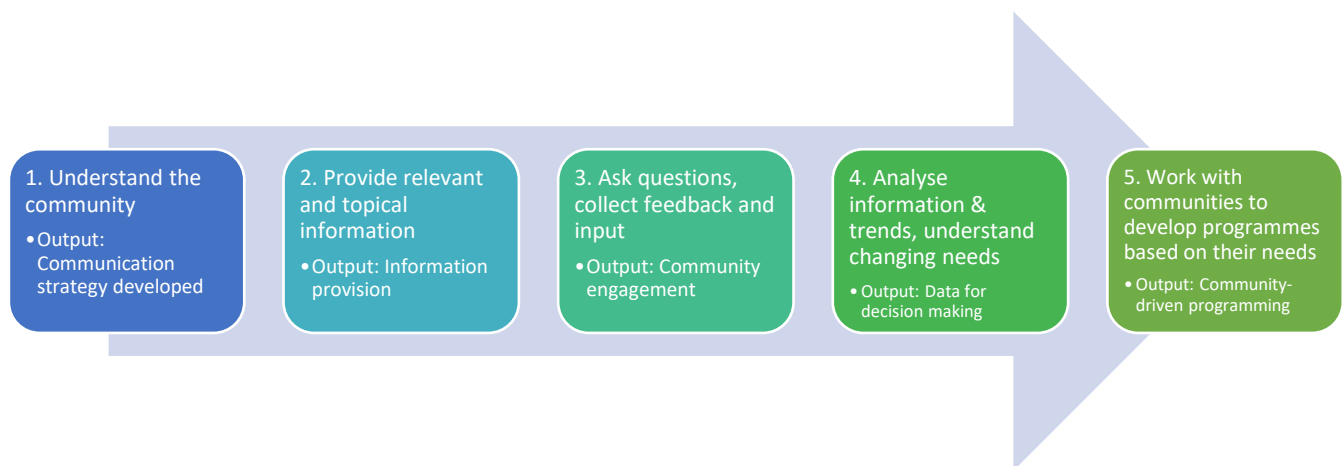 1. Understand the
community
•Output:
Communication
strategy developed
2. Provide relevant
and topical
information
•Output: Information
provision
3. Ask questions,
collect feedback and
input
•Output: Community
engagement
4. Analyse
information &
trends, understand
changing needs
•Output: Data for
decision making
5. Work with
communities to
develop programmes
based on their needs
•Output: Community-
driven programming